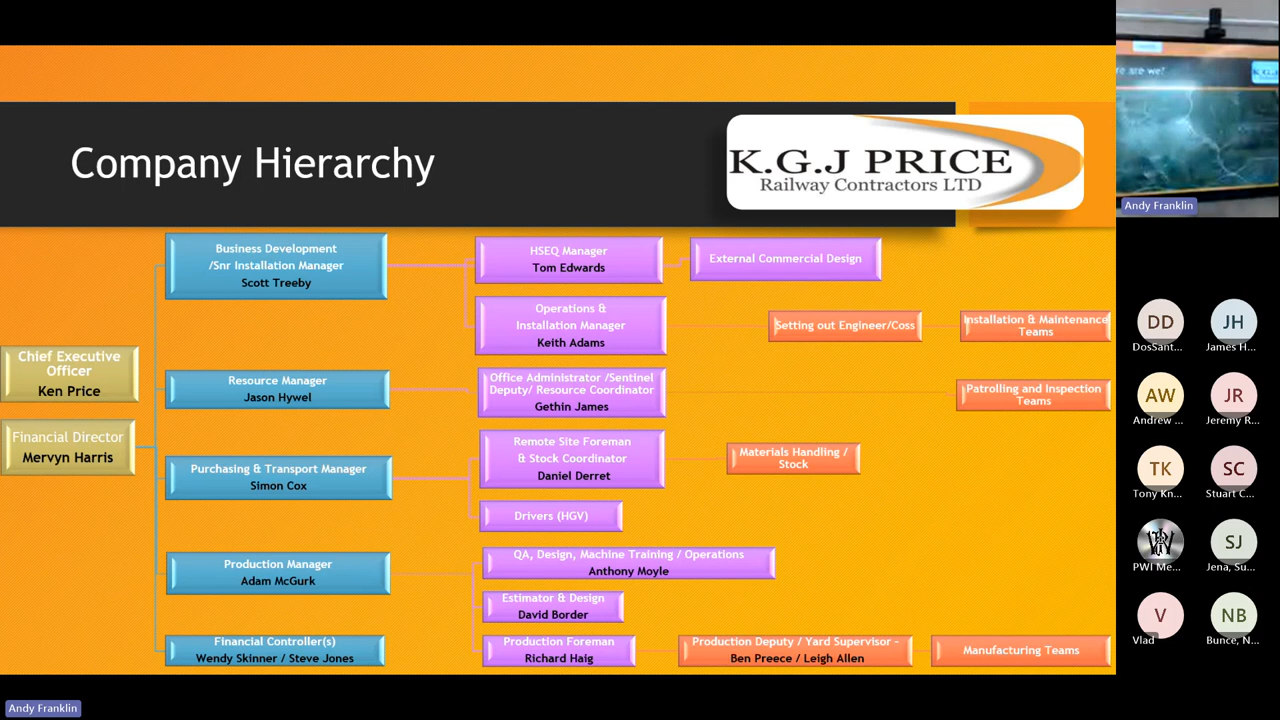 Company Hierarchy
K.G.J PRICE
Railway Contractors LTD
Business Development
/Snr Installation Manager
Scott Treeby
HSEQ Manager
Tom Edwards
External Commercial Design
Operations &
Installation Manager
Keith Adams
Setting out Engineer/Coss
Installation & Maintenance
Teams
Chief Executive
Officer
Ken Price
Resource Manager
Jason Hywel
Office Administrator /Sentinel
Deputy/ Resource Coordinator
Gethin James
Patrolling and Inspection
Teams
Financial Director
Mervyn Harris
Purchasing & Transport Manager
Simon Cox
Remote Site Foreman
& Stock Coordinator
Daniel Derret
Materials Handling /
Stock
Drivers (HGV)
Production Manager
Adam McGurk
QA, Design, Machine Training / Operations
Anthony Moyle
Estimator & Design
David Border
Financial Controller(s)
Wendy Skinner / Steve Jones
Production Foreman
Richard Haig
Production Deputy / Yard Supervisor -
Ben Preece / Leigh Allen
Manufacturing Teams
Andy Franklin
are we?
Andy Franklin
DD
DosSant...
JH
James H...
AW
Andrew ...
JR
Jeremy R...
TK
Tony Kn...
SC
Stuart C...
PWI Me...
SJ
Jena, Su...
V
Vlad
NB
Bunce, N...